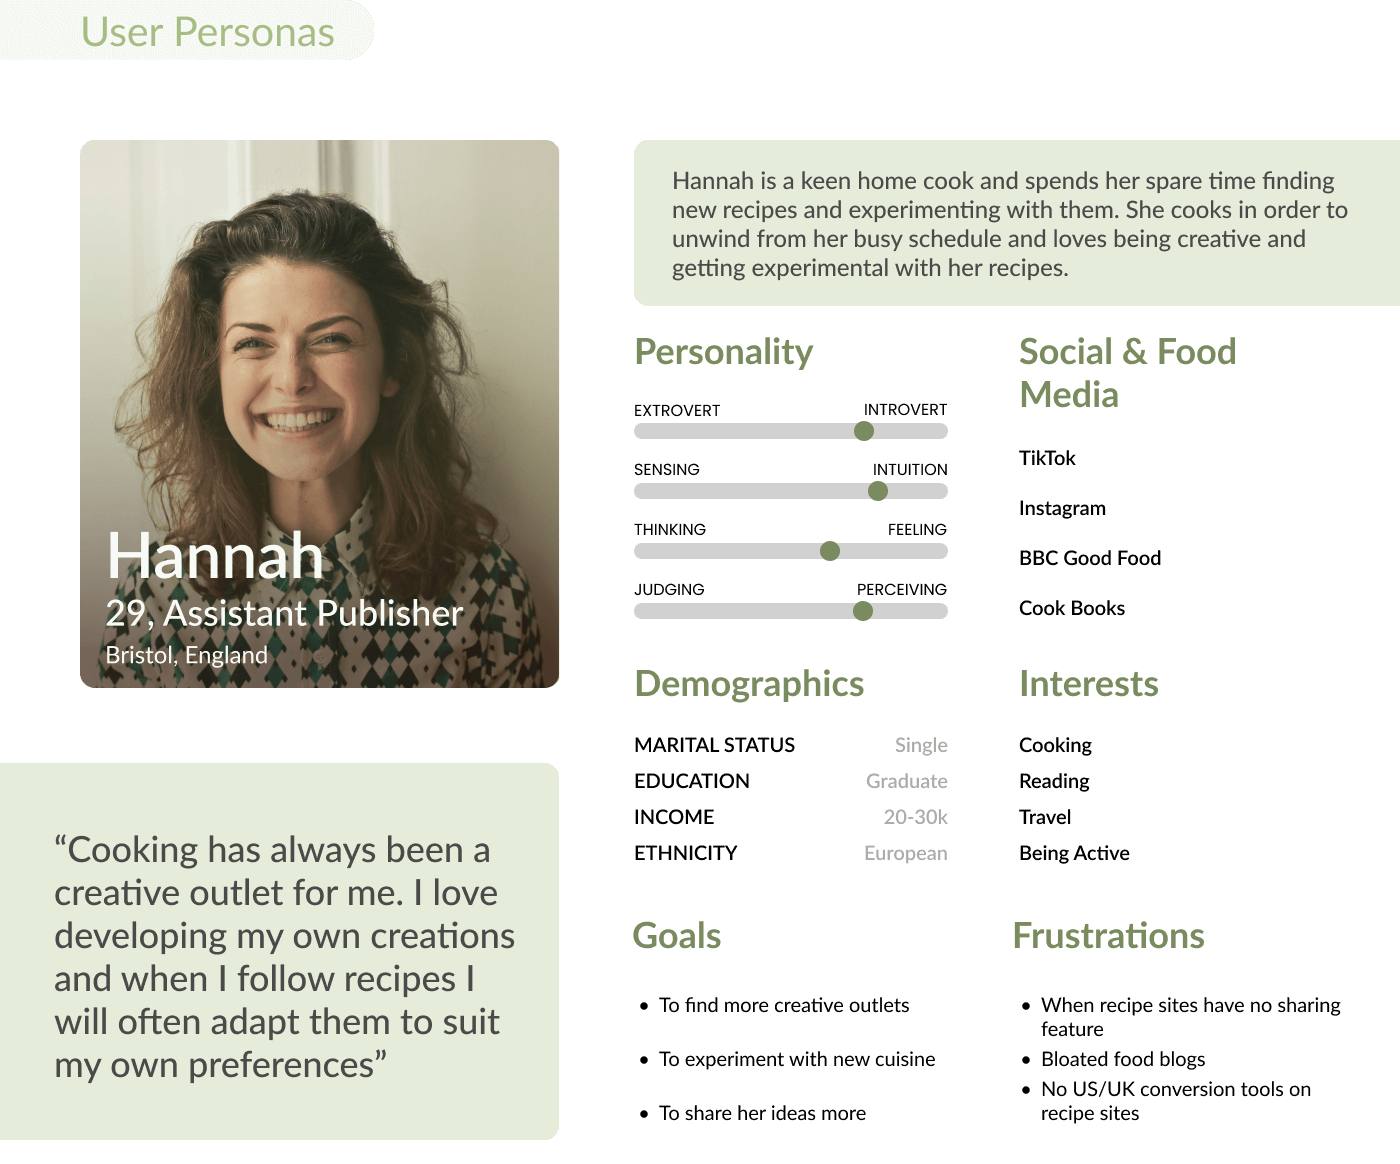 User Personas
Hannah
29, Assistant Publisher
Bristol, England
“Cooking has always been a
creative outlet for me. I love
developing my own creations
and when I follow recipes I
will often adapt them to suit
my own preferences”
Hannah is a keen home cook and spends her spare time finding
new recipes and experimenting with them. She cooks in order to
unwind from her busy schedule and loves being creative and
getting experimental with her recipes.
Personality
EXTROVERT INTROVERT
SENSING INTUITION
THINKING FEELING
JUDGING PERCEIVING
Social & Food
Media
TikTok
Instagram
BBC Good Food
Cook Books
Demographics
MARITAL STATUS Single
EDUCATION Graduate
INCOME 20-30k
ETHNICITY European
Interests
Cooking
Reading
Travel
Being Active
Goals
• To find more creative outlets
• To experiment with new cuisine
• To share her ideas more
Frustrations
• When recipe sites have no sharing
feature
• Bloated food blogs
• No US/UK conversion tools on
recipe sites